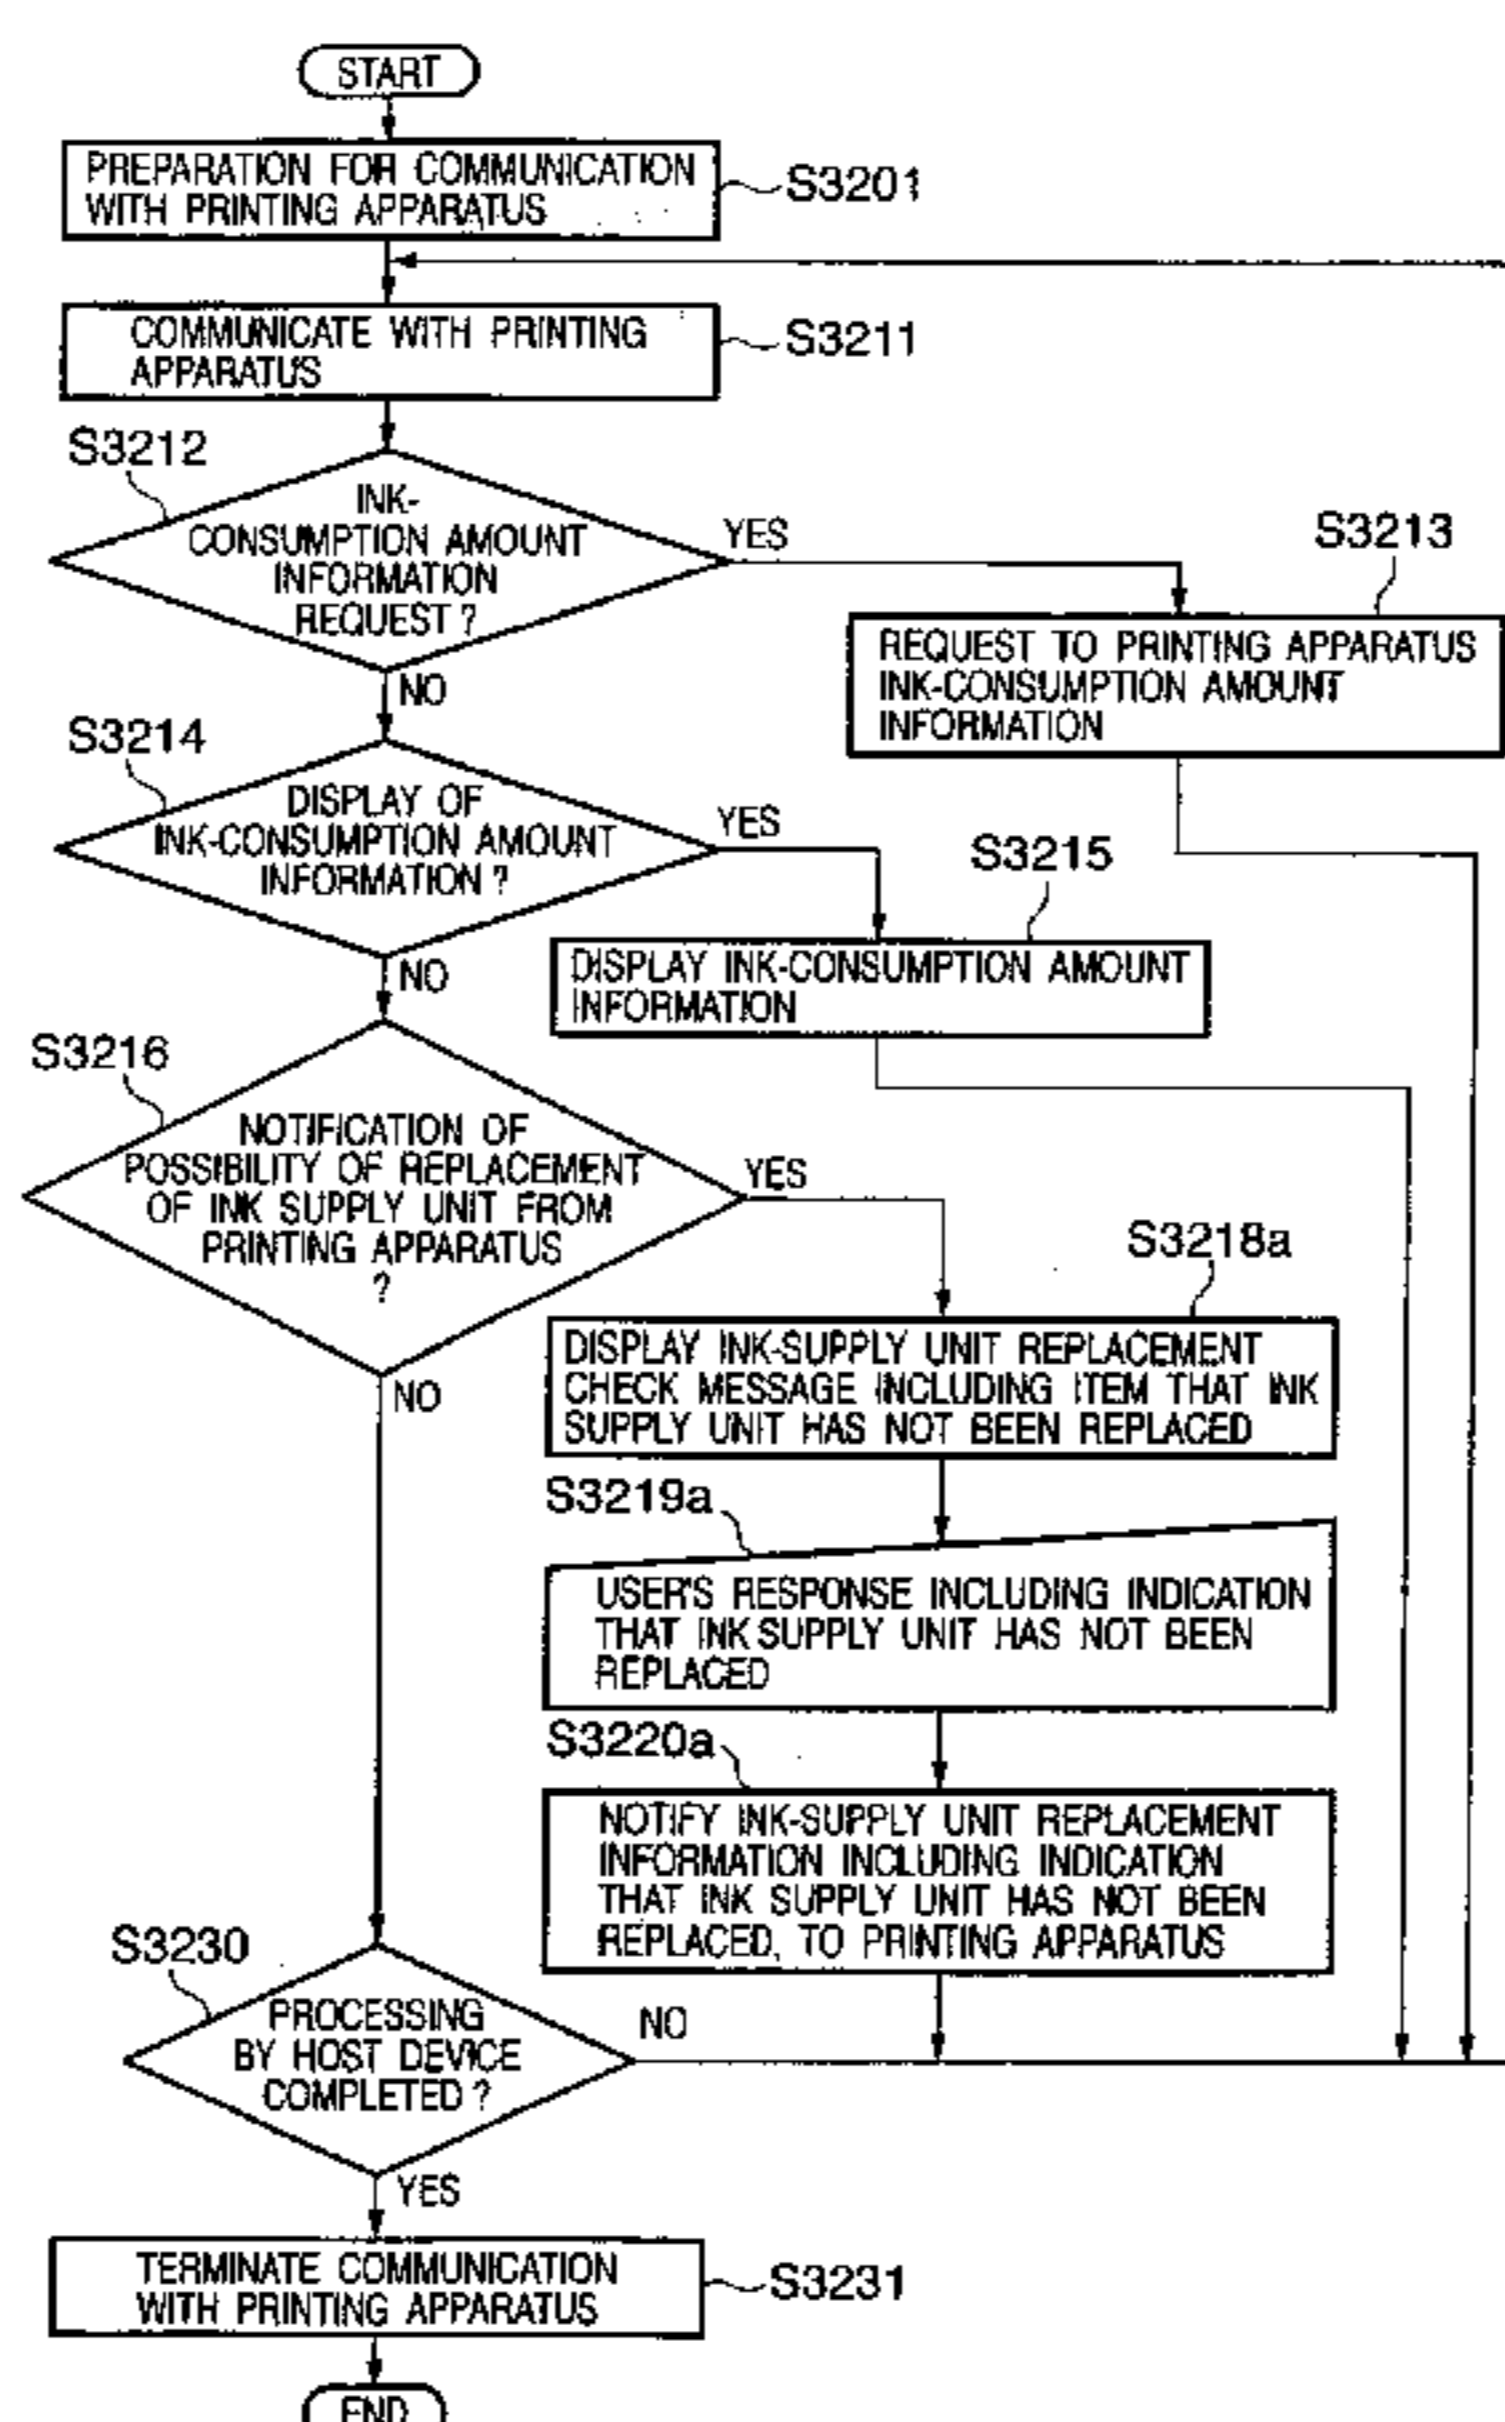 START
PREPARATION FOR COMMUNICATION
WITH PRINTING APPARATUS
S3201
COMMUNICATE WITH PRINTING
APPARATUS
S3211
S3212
INK-
CONSUMPTION AMOUNT
INFORMATION
REQUEST ?
YES
NO
S3213
REQUEST TO PRINTING APPARATUS
INK-CONSUMPTION AMOUNT
INFORMATION
S3214
DISPLAY OF
INK-CONSUMPTION AMOUNT
INFORMATION ?
YES
NO
S3215
DISPLAY INK-CONSUMPTION AMOUNT
INFORMATION
S3216
NOTIFICATION OF
POSSIBILITY OF REPLACEMENT
OF INK SUPPLY UNIT FROM
PRINTING APPARATUS
?
YES
NO
S3218a
DISPLAY INK-SUPPLY UNIT REPLACEMENT
CHECK MESSAGE INCLUDING ITEM THAT INK
SUPPLY UNIT HAS NOT BEEN REPLACED
S3219a
USER'S RESPONSE INCLUDING INDICATION
THAT INK SUPPLY UNIT HAS NOT BEEN
REPLACED
S3220a
NOTIFY INK-SUPPLY UNIT REPLACEMENT
INFORMATION INCLUDING INDICATION
THAT INK SUPPLY UNIT HAS NOT BEEN
REPLACED, TO PRINTING APPARATUS
S3230
PROCESSING
BY HOST DEVICE
COMPLETED ?
NO
YES
TERMINATE COMMUNICATION
WITH PRINTING APPARATUS
S3231
END